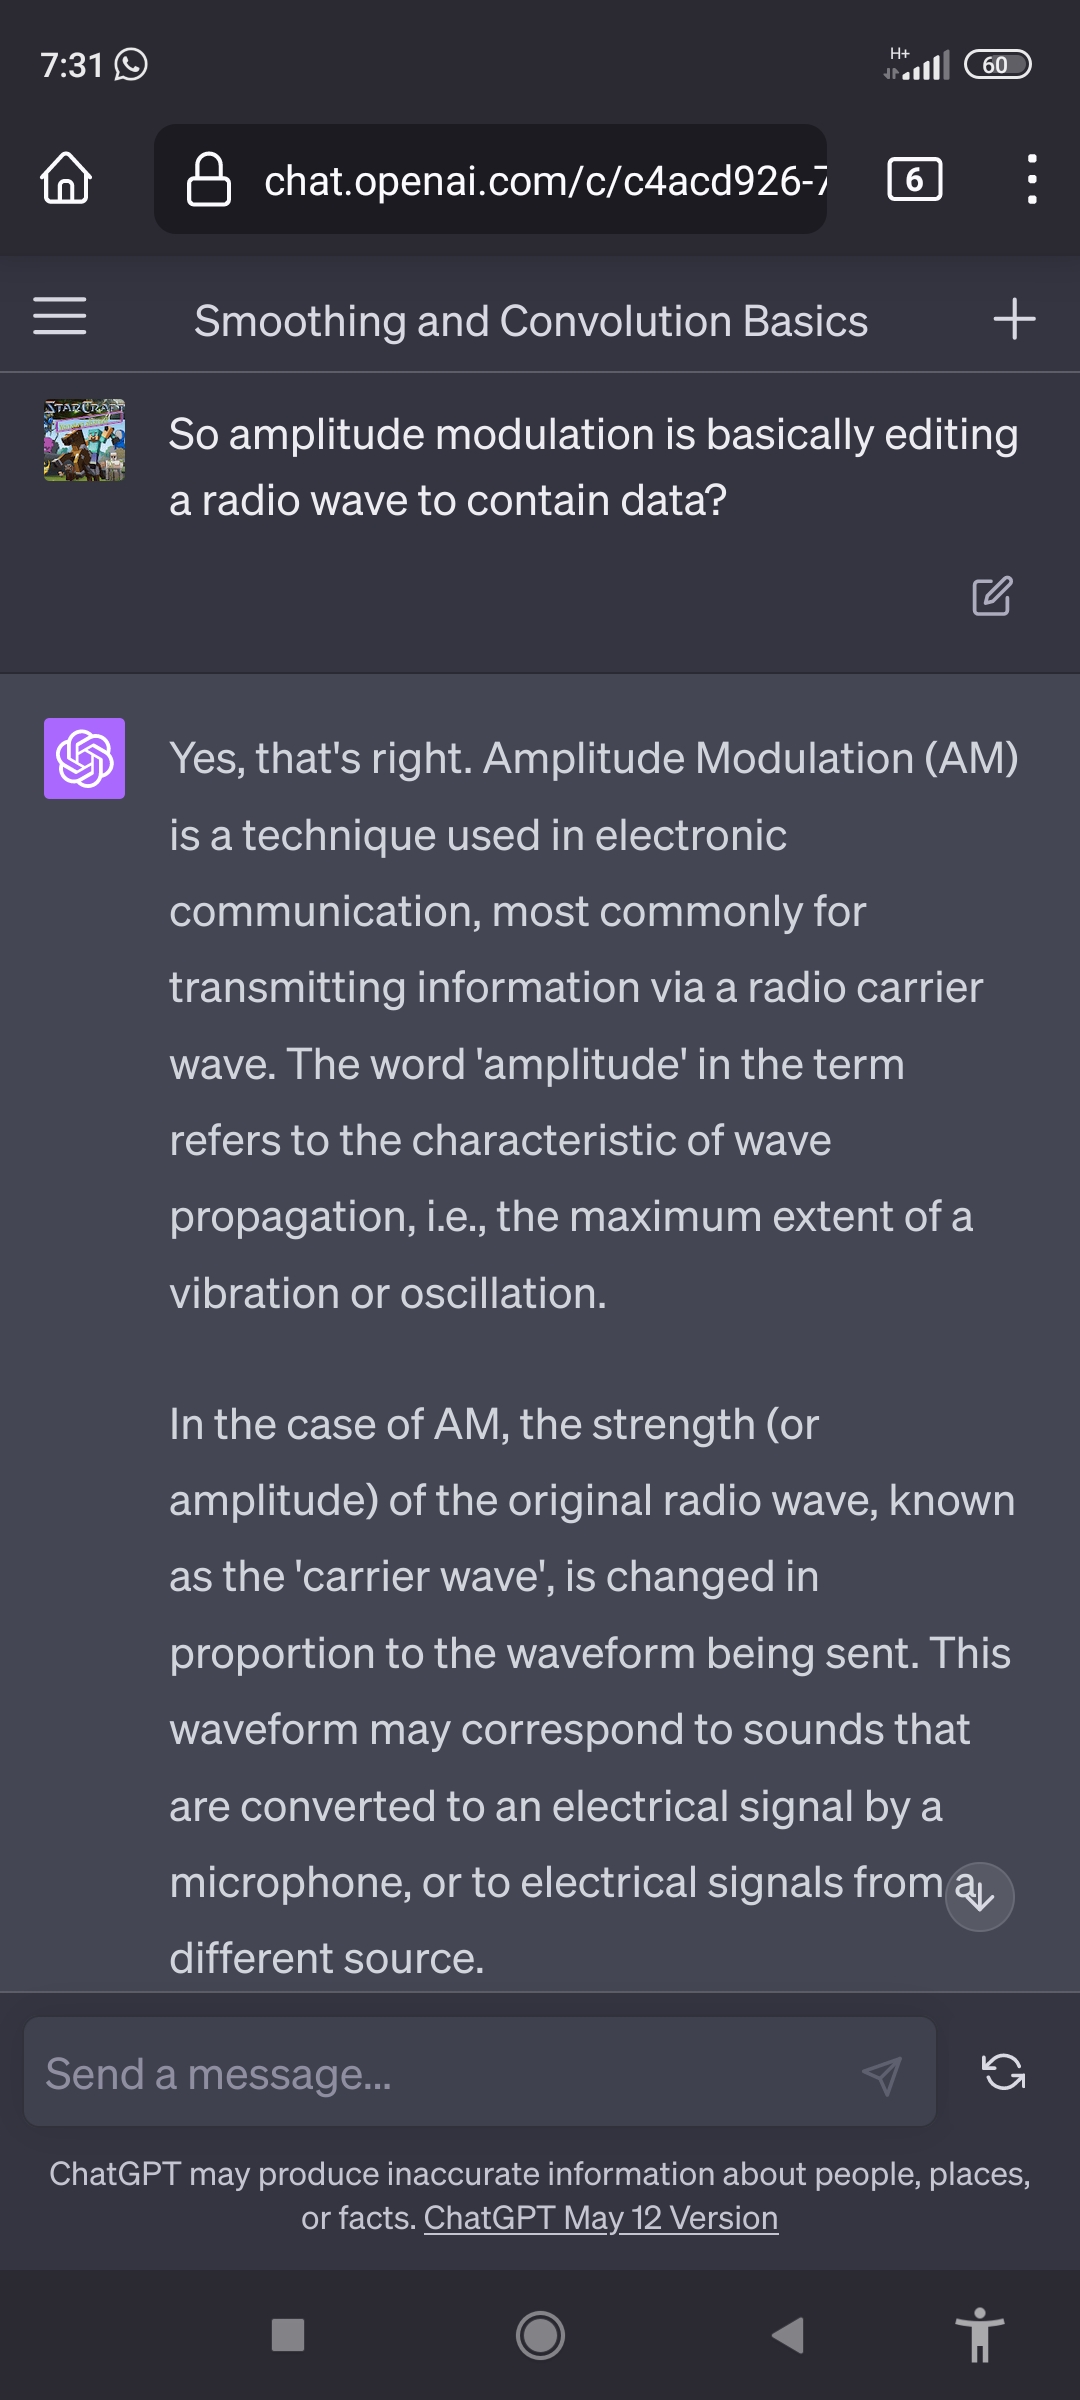 7:31
H+
60
chat.openai.com/c/c4acd926-7
6
Smoothing and Convolution Basics
STARCRAFT
So amplitude modulation is basically editing
a radio wave to contain data?
Yes, that's right. Amplitude Modulation (AM)
is a technique used in electronic
communication, most commonly for
transmitting information via a radio carrier
wave. The word 'amplitude' in the term
refers to the characteristic of wave
propagation, i.e., the maximum extent of a
vibration or oscillation.
In the case of AM, the strength (or
amplitude) of the original radio wave, known
as the 'carrier wave', is changed in
proportion to the waveform being sent. This
waveform may correspond to sounds that
are converted to an electrical signal by a
microphone, or to electrical signals from a
different source.
Send a message...
ChatGPT may produce inaccurate information about people, places,
or facts. ChatGPT May 12 Version